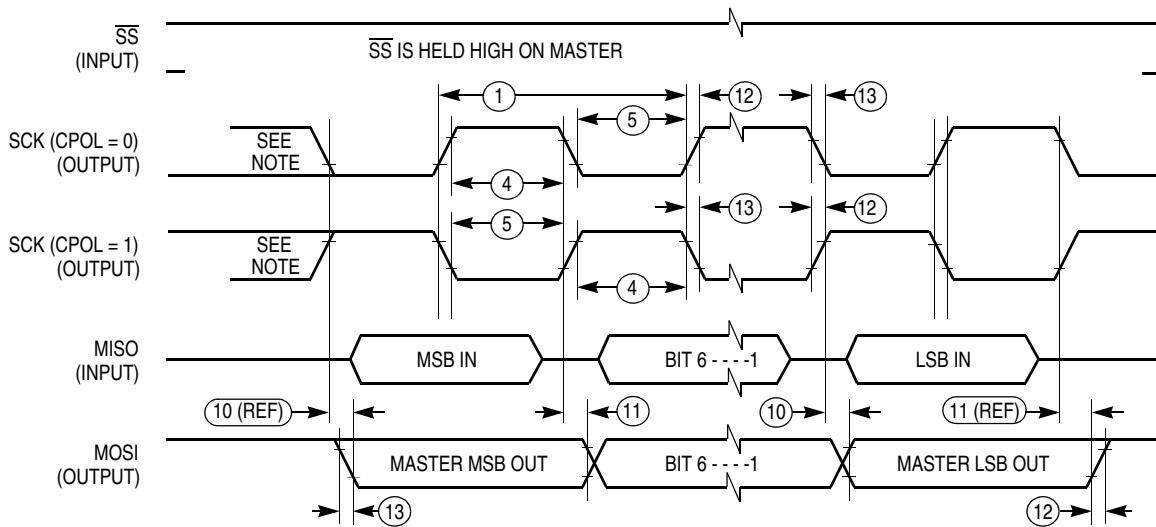 SS
(INPUT)
SS IS HELD HIGH ON MASTER
1
12
13
5
SCK (CPOL = 0)
(OUTPUT)
SEE
NOTE
4
13
12
5
SCK (CPOL = 1)
(OUTPUT)
SEE
NOTE
4
MISO
(INPUT)
MSB IN
BIT 6 - - - -1
LSB IN
10 (REF)
11
10
11 (REF)
MOSI
(OUTPUT)
MASTER MSB OUT
BIT 6 - - - -1
MASTER LSB OUT
13
12